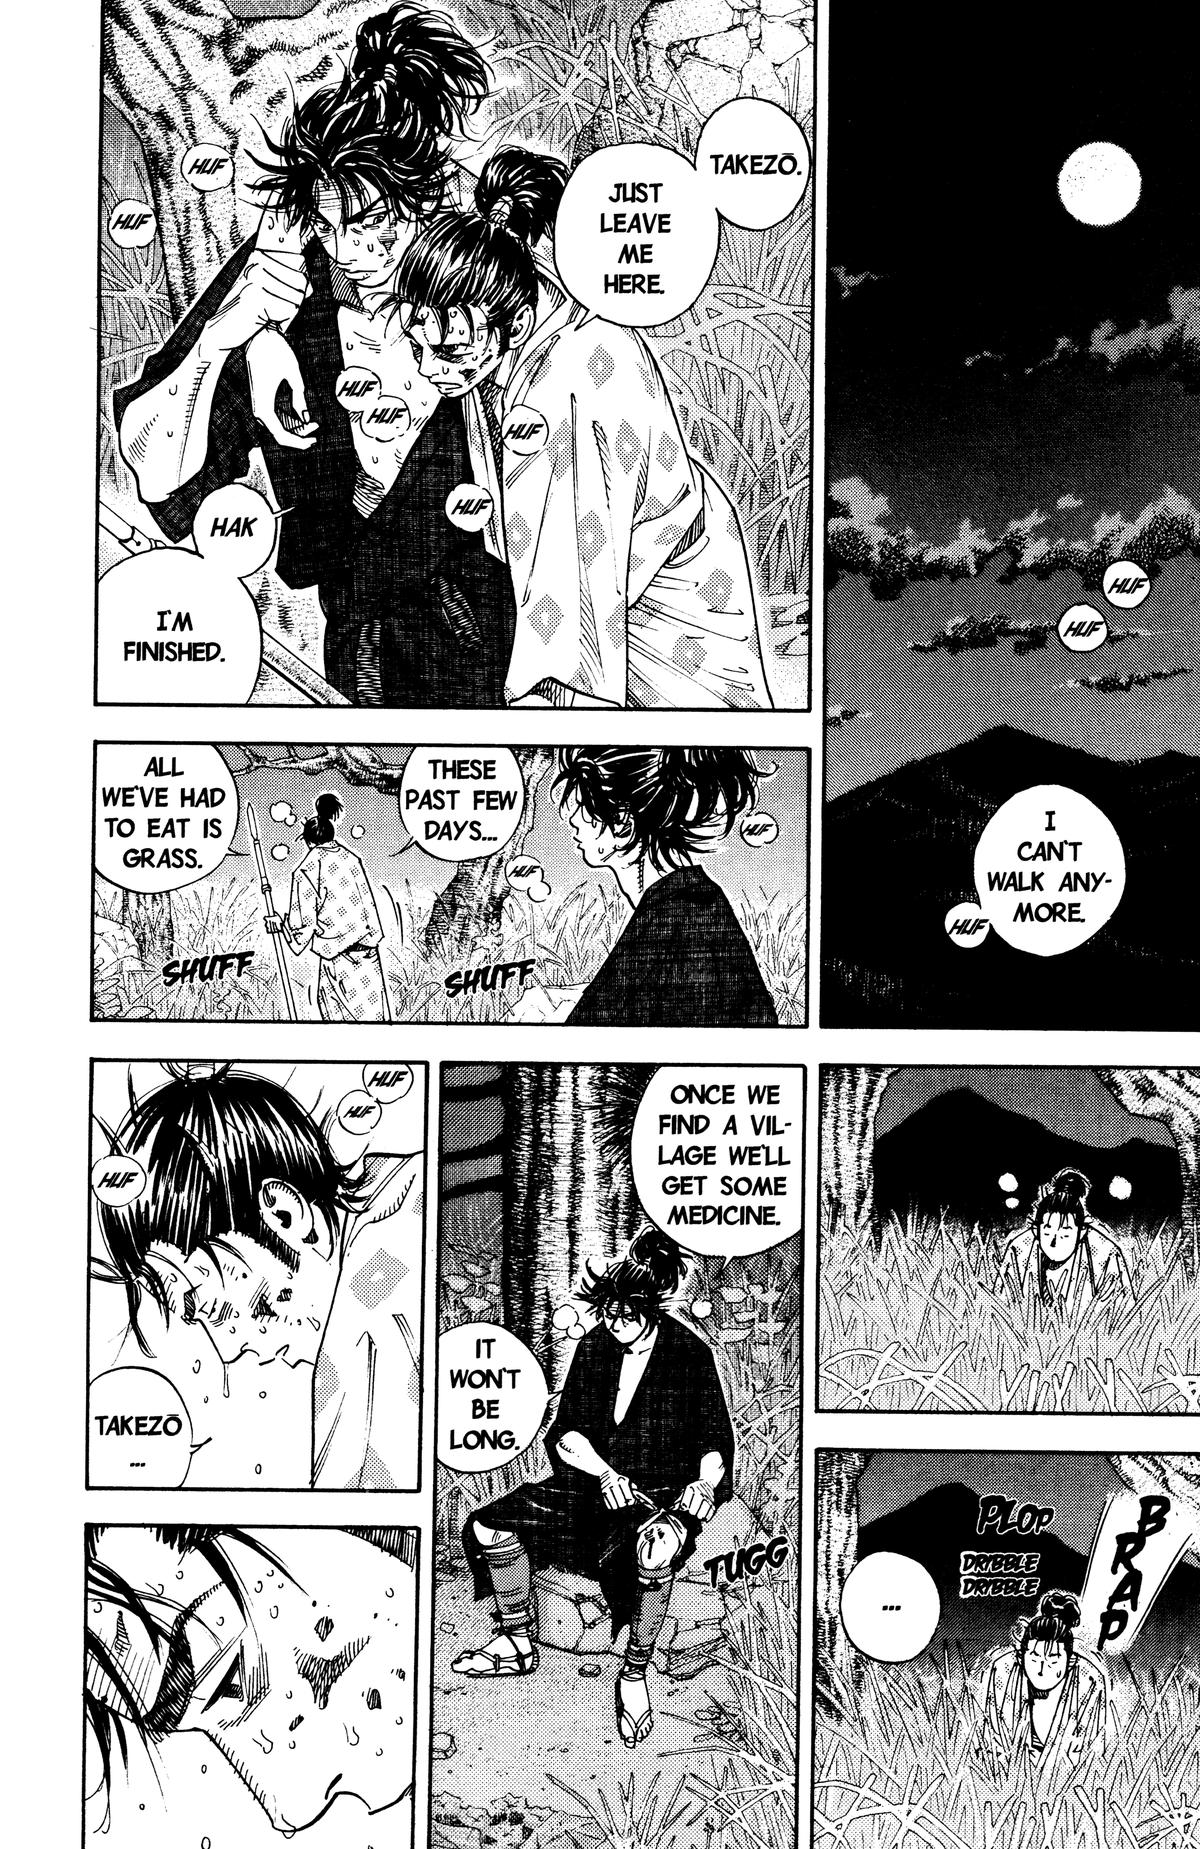 HUF
HUF
I
CAN'T
WALK ANY-
MORE.
HUF
TAKEZŌ.
JUST
LEAVE
ME
HERE.
HUF
HUF
HUF
HUF
HUF
HUF
HAK
I'M
FINISHED.
HUF
THESE
PAST FEW
DAYS...
HUF
SHUFF
ALL
WE'VE HAD
TO EAT IS
GRASS.
SHUFF
BRAP
PLOP
DRIBBLE
DRIBBLE
...
ONCE WE
FIND A VIL-
LAGE WE'LL
GET SOME
MEDICINE.
IT
WON'T
BE
LONG.
TUGG
HUF
HUF
HUF
TAKEZŌ
...